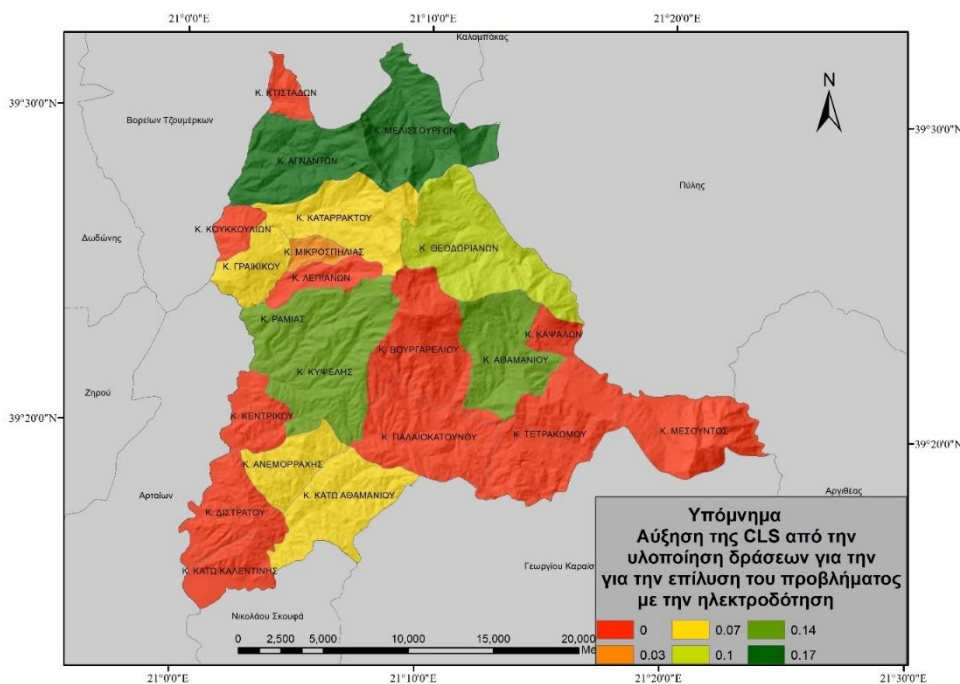 21°0'0"E
21°10'0"E
21°20'0"E
Καλαμπάκας
N
39°30'0"N
Κ. ΚΤΙΣΤΑΔΩΝ
Βορείων Τζουμέρκων
Κ. ΜΕΛΙΣΣΟΥΡΓΩΝ
39°30'0"N
Κ. ΑΓΝΑΝΤΩΝ
Πύλης
Κ. ΚΑΤΑΡΡΑΚΤΟΥ
Κ. ΚΟΥΚΚΟΥΛΙΩΝ
Δωδώνης
Κ. ΘΕΟΔΩΡΙΑΝΩΝ
Κ. ΜΙΚΡΟΣΠΗΛΙΑΣ
Κ. ΓΡΑΙΚΙΚΟΥ
Κ. ΛΕΠΙΑΝΩΝ
Κ. ΡΑΜΙΑΣ
Κ. ΚΑΨΑΛΩΝ
Κ. ΒΟΥΡΓΑΡΕΛΙΟΥ
Κ. ΑΘΑΜΑΝΙΟΥ
Κ. ΚΥΨΕΛΗΣ
Ζηρού
39°20'0"N
Κ. ΚΕΝΤΡΙΚΟΥ
Κ. ΠΑΛΑΙΟΚΑΤΟΥΝΟΥ
Κ. ΤΕΤΡΑΚΩΜΟΥ
Κ. ΜΕΣΟΥΝΤΟΣ
39°20'0"N
Κ. ΑΝΕΜΟΡΡΑΧΗΣ
Αρταίων
Κ. ΚΑΤΩ ΑΘΑΜΑΝΙΟΥ
Αργιθέας
Κ. ΔΙΣΤΡΑΤΟΥ
Κ. ΚΑΤΩ ΚΑΛΕΝΤΙΝΗΣ
Γεωργίου Καραϊσ
Νικολάου Σκουφά
0 2,500 5,000 10,000 15,000 20,000
Me
Υπόμνημα
Αύξηση της CLS από την
υλοποίηση δράσεων για την
για την επίλυση του προβλήματος
με την ηλεκτροδότηση
0 0.07 0.14
0.03 0.1 0.17
21°0'0"E
21°10'0"E
21°20'0"E
21°30'0"E